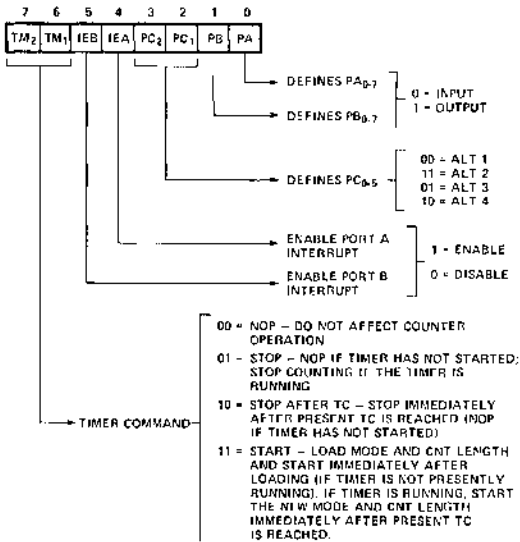 7 6 5 4 3 2 1 0
TM2 TM1 IEB IEA PC2 PC1 PB PA
DEFINES PA0-7
0 - INPUT
1 - OUTPUT
DEFINES PB0-7
DEFINES PC0-5
00 = ALT 1
11 = ALT 2
01 = ALT 3
10 = ALT 4
ENABLE PORT A
INTERRUPT
1 - ENABLE
0 = DISABLE
ENABLE PORT B
INTERRUPT
TIMER COMMAND
00 = NOP – DO NOT AFFECT COUNTER
OPERATION
01 - STOP – NOP IF TIMER HAS NOT STARTED;
STOP COUNTING IF THE TIMER IS
RUNNING
10 = STOP AFTER TC – STOP IMMEDIATELY
AFTER PRESENT TC IS REACHED (NOP
IF TIMER HAS NOT STARTED)
11 = START – LOAD MODE AND CNT LENGTH
AND START IMMEDIATELY AFTER
LOADING (IF TIMER IS NOT PRESENTLY
RUNNING). IF TIMER IS RUNNING, START
THE NEW MODE AND CNT LENGTH
IMMEDIATELY AFTER PRESENT TC
IS REACHED.